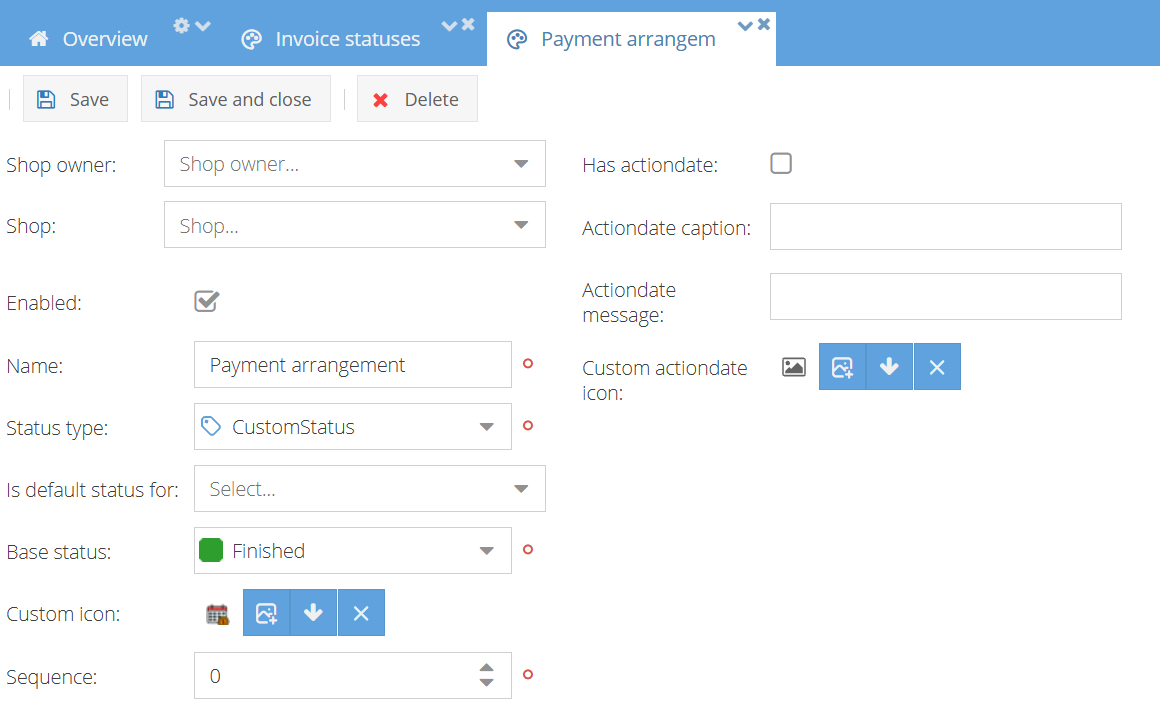 Overview
Invoice statuses
Payment arrangem
Save
Save and close
Delete
Shop owner:
Shop owner...
Has actiondate:
Shop:
Shop...
Actiondate caption:
Enabled:
Actiondate
message:
Name:
Payment arrangement
Custom actiondate
icon:
Status type:
CustomStatus
Is default status for:
Select...
Base status:
Finished
Custom icon:
Sequence:
0